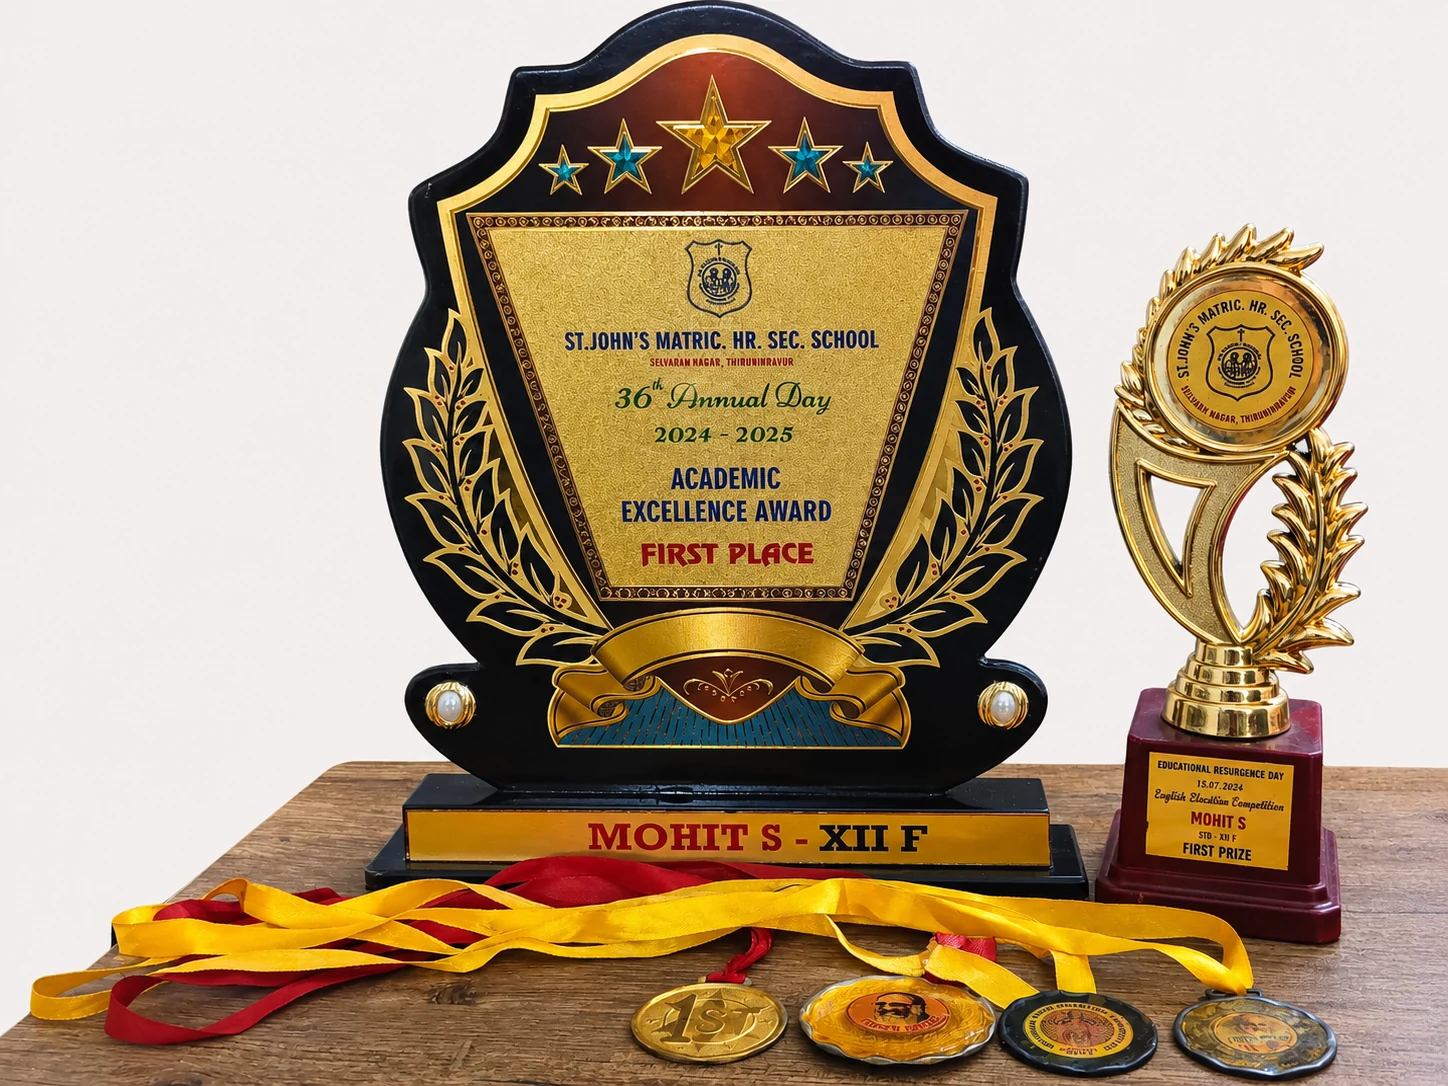 ST.JOHN'S MATRIC. HR. SEC. SCHOOL
SELVARAM NAGAR, THIRUNINRAVUR
36th Annual Day
2024 - 2025
ACADEMIC
EXCELLENCE AWARD
FIRST PLACE
MOHIT S - XII F
ST.JOHN'S MATRIC. HR. SEC. SCHOOL
SELVARM NAGAR, THIRUNINRAVUR
EDUCATIONAL RESURGENCE DAY
15.07.2024
English Elocution Competition
MOHIT S
STD - XII F
FIRST PRIZE
1ST